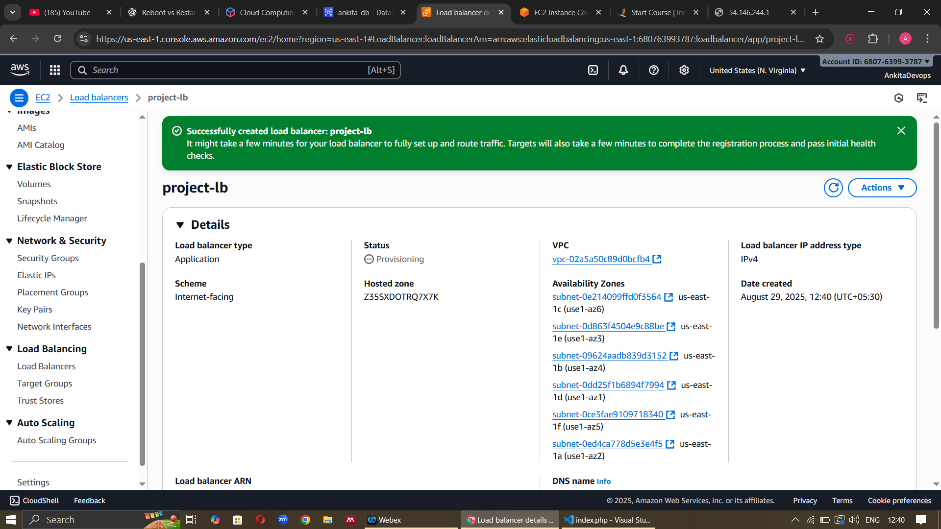 (185) YouTube
Reboot vs Resta
Cloud Computin
ankita_db - Data
Load balancer d
EC2 Instance Co
Start Course | In
54.146.244.1
https://us-east-1.console.aws.amazon.com/ec2/home?region=us-east-1#LoadBalancer:loadBalancerArn=arn:aws:elasticloadbalancing:us-east-1:680763993787:loadbalancer/app/project-l...
A
aws
Search
[Alt+S]
United States (N. Virginia)
Account ID: 6807-6399-3787
AnkitaDevops
EC2
Load balancers
project-lb
Images
AMIs
AMI Catalog
Elastic Block Store
Volumes
Snapshots
Lifecycle Manager
Network & Security
Security Groups
Elastic IPs
Placement Groups
Key Pairs
Network Interfaces
Load Balancing
Load Balancers
Target Groups
Trust Stores
Auto Scaling
Auto Scaling Groups
Settings
Successfully created load balancer: project-lb
It might take a few minutes for your load balancer to fully set up and route traffic. Targets will also take a few minutes to complete the registration process and pass initial health
checks.
project-lb
Actions
Details
Load balancer type
Application
Scheme
Internet-facing
Status
Provisioning
Hosted zone
Z35SXDOTRQ7X7K
VPC
vpc-02a5a50c89d0bcfb4
Availability Zones
subnet-0e214099ffd0f3564 us-east-
1c (use1-az6)
subnet-0d863f4504e9c88be us-east-
1e (use1-az3)
subnet-09624aadb839d3152 us-east-
1b (use1-az4)
subnet-0dd25f1b6894f7994 us-east-
1d (use1-az1)
subnet-0ce3fae9109718340 us-east-
1f (use1-az5)
subnet-0ed4ca778d5e3e4f5 us-east-
1a (use1-az2)
Load balancer IP address type
IPv4
Date created
August 29, 2025, 12:40 (UTC+05:30)
Load balancer ARN
DNS name Info
CloudShell
Feedback
© 2025, Amazon Web Services, Inc. or its affiliates.
Privacy
Terms
Cookie preferences
Search
Webex
Load balancer details ...
index.php - Visual Stu...
ENG
12:40